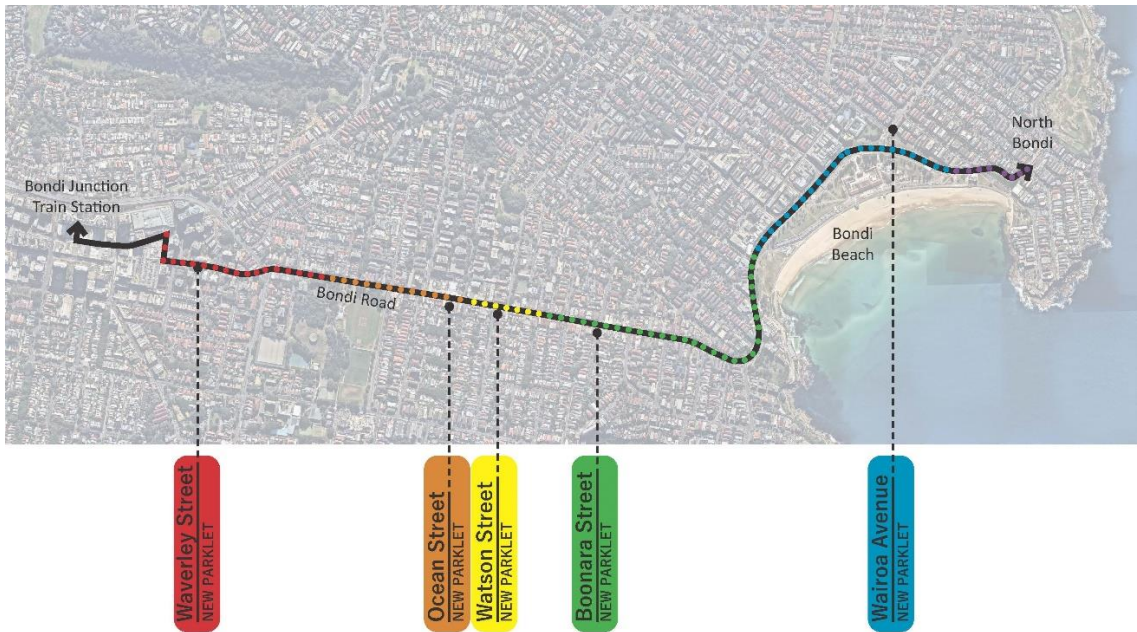 North
Bondi
Bondi Junction
Train Station
Bondi
Beach
Bondi Road
Waverley Street
NEW PARKLET
Ocean Street
NEW PARKLET
Watson Street
NEW PARKLET
Boonara Street
NEW PARKLET
Wairoa Avenue
NEW PARKLET